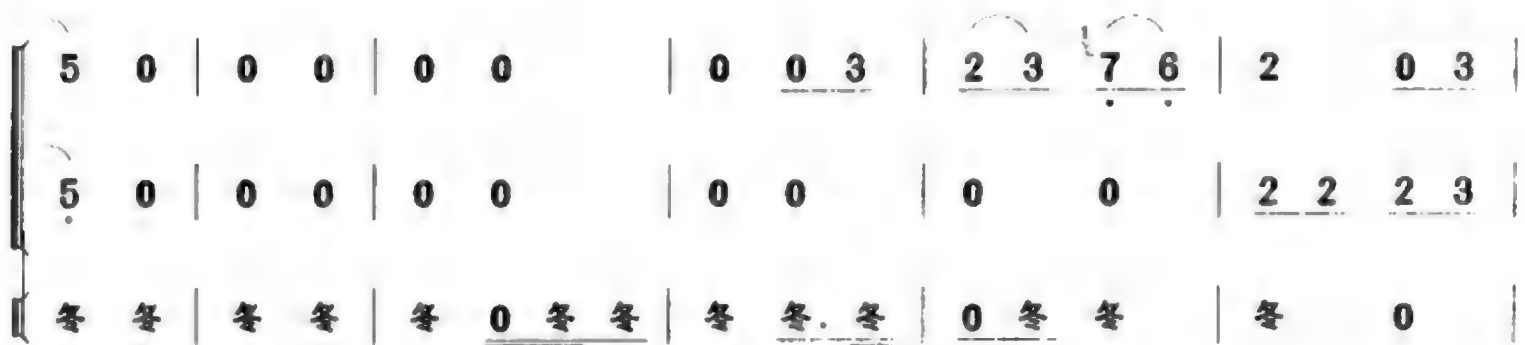 5 0 | 0 0 | 0 0 | 0 0 3 | 2 3 7 6 | 2 0 3 |
5 0 | 0 0 | 0 0 | 0 0 | 0 0 | 2 2 2 3 |
冬 冬 | 冬 冬 | 冬 0 冬 冬 | 冬 冬. 冬 | 0 冬 冬 | 冬 0 |